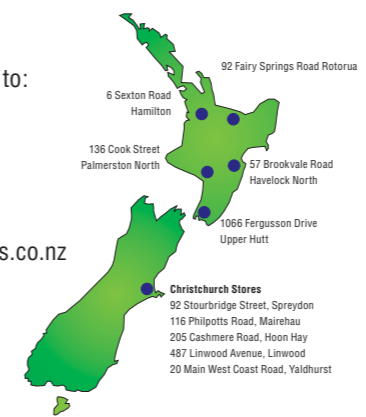 to:
92 Fairy Springs Road Rotorua
6 Sexton Road
Hamilton
136 Cook Street
Palmerston North
57 Brookvale Road
Havelock North
1066 Fergusson Drive
Upper Hutt
s.co.nz
Christchurch Stores
92 Stourbridge Street, Spreydon
116 Philpotts Road, Mairehau
205 Cashmere Road, Hoon Hay
487 Linwood Avenue, Linwood
20 Main West Coast Road, Yaldhurst